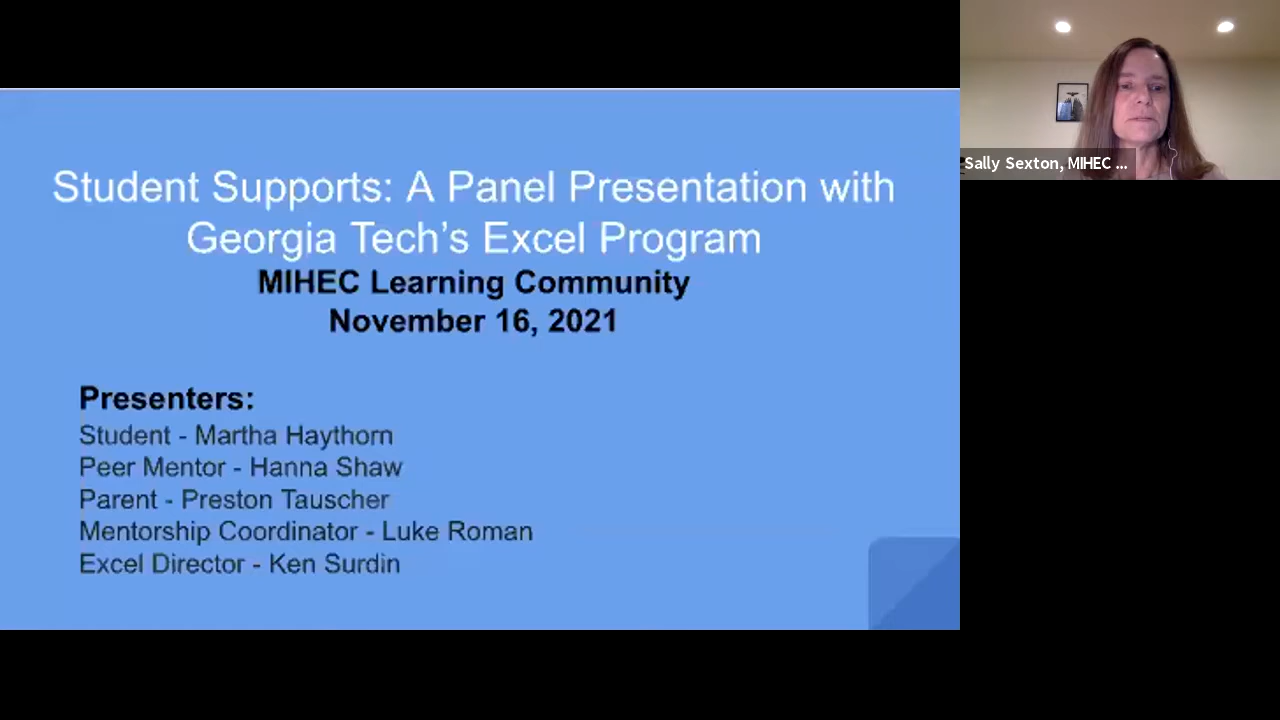 Student Supports: A Panel Presentation with
Georgia Tech's Excel Program
MIHEC Learning Community
November 16, 2021
Presenters:
Student - Martha Haythorn
Peer Mentor - Hanna Shaw
Parent - Preston Tauscher
Mentorship Coordinator - Luke Roman
Excel Director - Ken Surdin
Sally Sexton, MIHEC ...